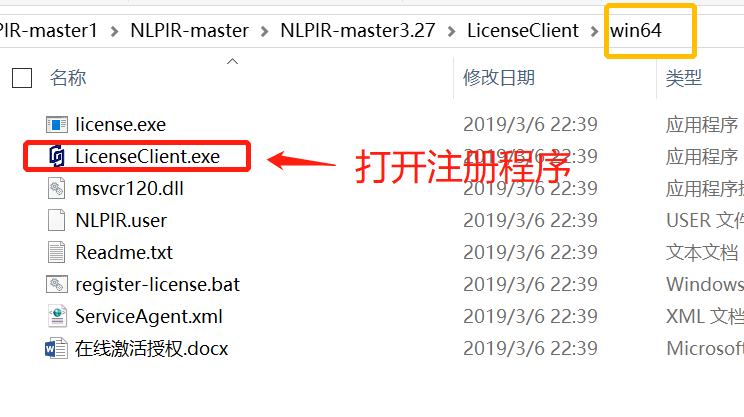 PIR-master1 > NLPIR-master > NLPIR-master3.27 > LicenseClient > win64
名称 修改日期 类型
license.exe 2019/3/6 22:39 应用程序
LicenseClient.exe 2019/3/6 22:39 应用程序
打开注册程序
msvcr120.dll 2019/3/6 22:39 应用程序扩
NLPIR.user 2019/3/6 22:39 USER 文件
Readme.txt 2019/3/6 22:39 文本文档
register-license.bat 2019/3/6 22:39 Windows
ServiceAgent.xml 2019/3/6 22:39 XML 文档
在线激活授权.docx 2019/3/6 22:39 Microsoft